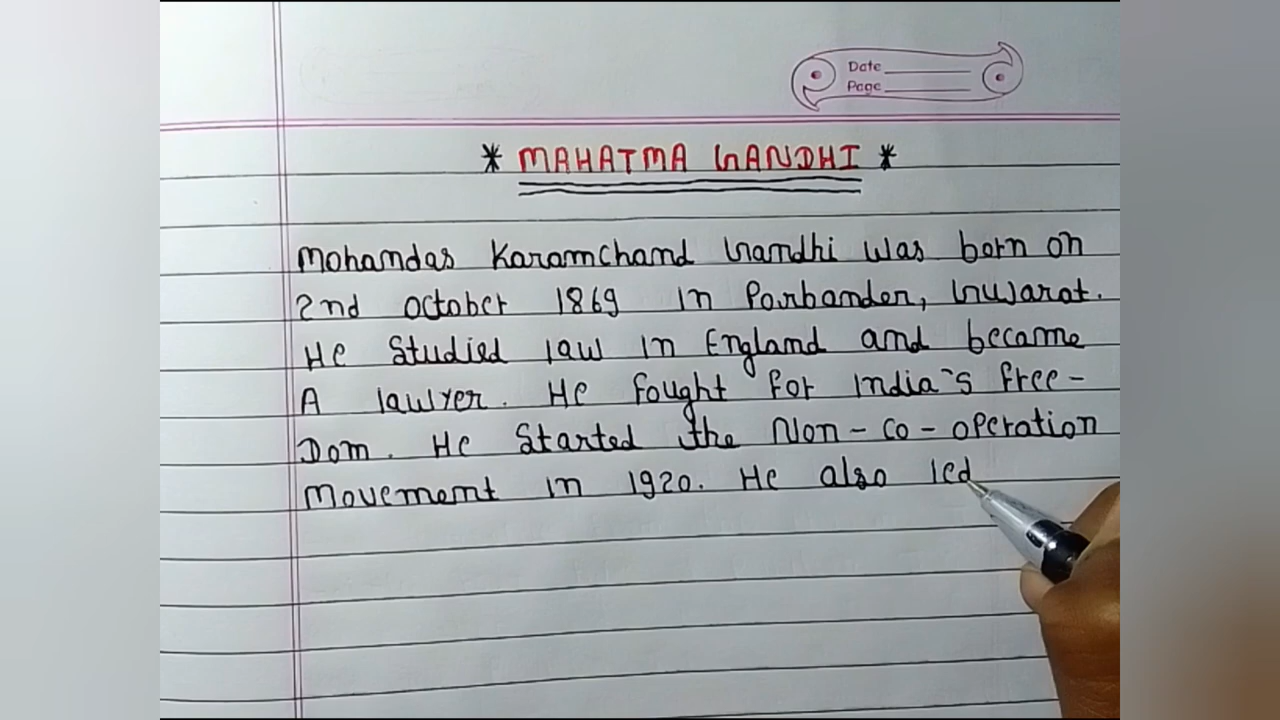 Date
Page
* MAHATMA GANDHI *
Mohandas Karamchand Gandhi was born on
2nd october 1869 in Porbander, Gujarat.
He studied law in England and became
A lawyer. He fought for India's free-
Dom. He started the Non-co-operation
Movement in 1920. He also led